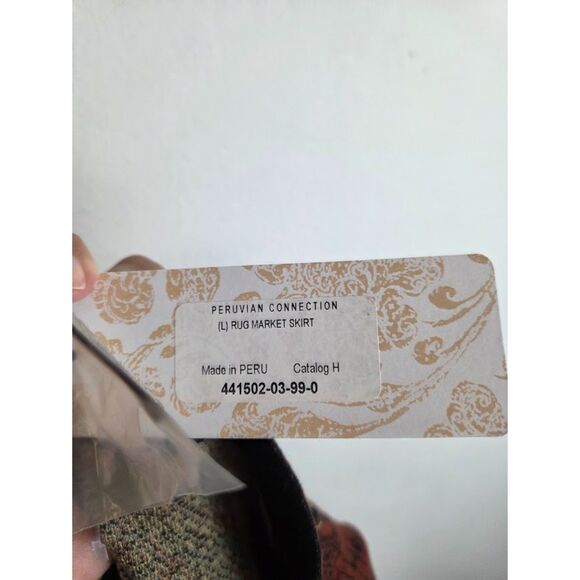 PERUVIAN CONNECTION
(L) RUG MARKET SKIRT
Made in PERU Catalog H
441502-03-99-0